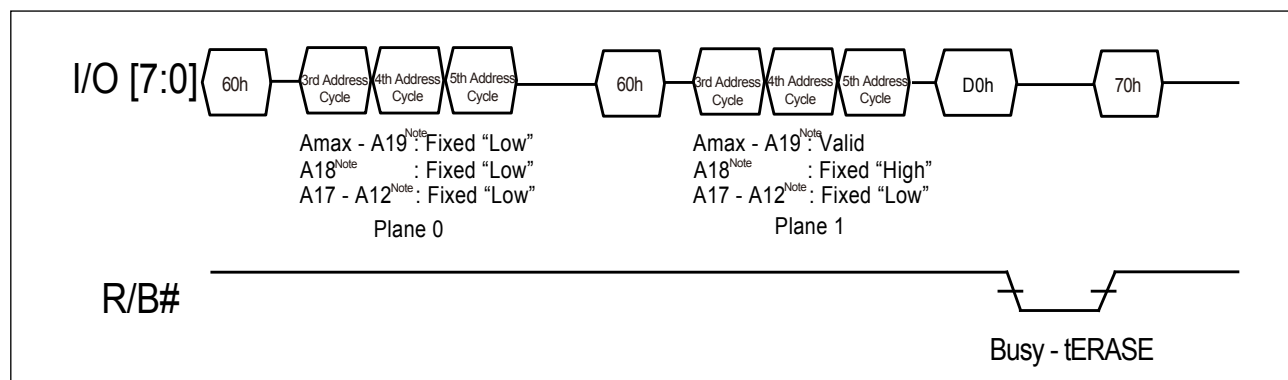 I/O [7:0]
60h
3rd Address Cycle
4th Address Cycle
5th Address Cycle
60h
3rd Address Cycle
4th Address Cycle
5th Address Cycle
D0h
70h
Amax - A19Note: Fixed “Low”
A18Note : Fixed “Low”
A17 - A12Note : Fixed “Low”
Plane 0
Amax - A19Note: Valid
A18Note : Fixed “High”
A17 - A12Note : Fixed “Low”
Plane 1
R/B#
Busy - tERASE